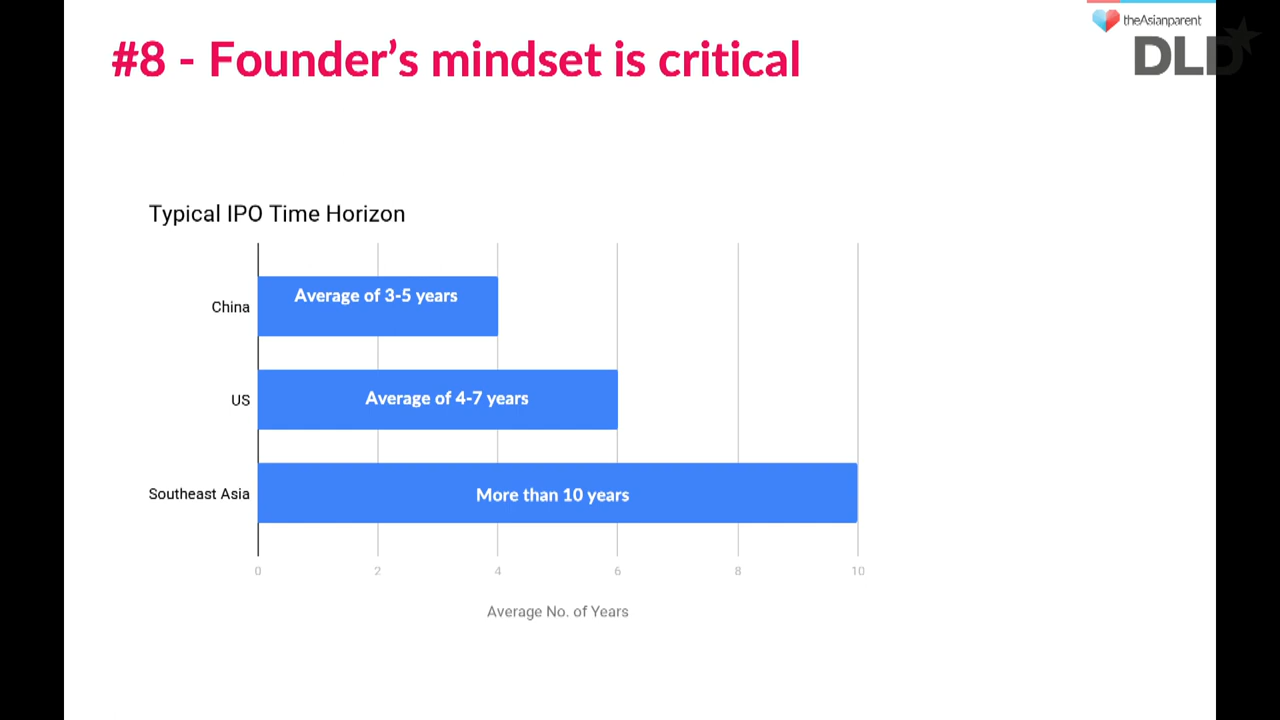 theAsianparent
DLD
#8 - Founder's mindset is critical
Typical IPO Time Horizon
China
Average of 3-5 years
US
Average of 4-7 years
Southeast Asia
More than 10 years
0 2 4 6 8 10
Average No. of Years